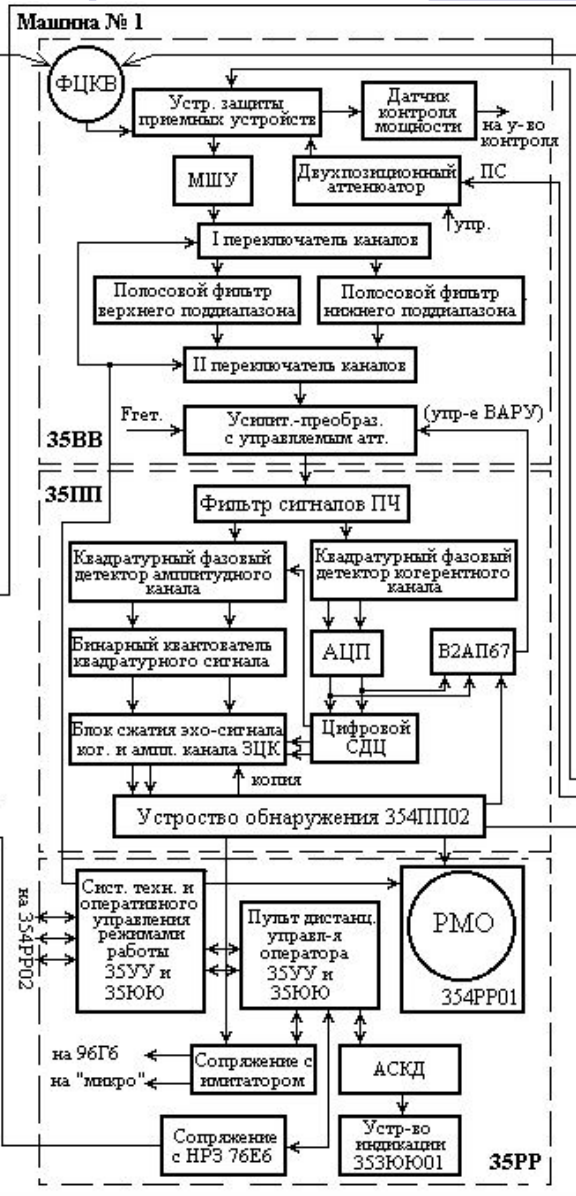 Машина № 1
ФЦКВ
Устр. защиты
приемных устройств
Датчик
контроля
мощности
на у-во
контроля
МШУ
Двухпозиционный
аттенюатор
ПС
упр.
I переключатель каналов
Полосовой фильтр
верхнего поддиапазона
Полосовой фильтр
нижнего поддиапазона
II переключатель каналов
Fгет.
Усилит.-преобраз.
с управляемым атт.
(упр-е ВАРУ)
35ВВ
35ПП
Фильтр сигналов ПЧ
Квадратурный фазовый
детектор амплитудного
канала
Квадратурный фазовый
детектор когерентного
канала
Бинарный квантователь
квадратурного сигнала
АЦП
В2АП67
Блок сжатия эхо-сигнала
ког. и ампл. канала ЗЦК
Цифровой
СДЦ
копия
Устроство обнаружения 354ПП02
на 354РР02
Сист. техн. и
оперативного
управления
режимами
работы
35УУ и
35ЮЮ
Пульт дистанц.
управл-я
оператора
35УУ и
35ЮЮ
РМО
354РР01
на 96Г6
на "микро"
Сопряжение с
имитатором
АСКД
Сопряжение
с НРЗ 76Е6
Устр-во
индикации
353ЮЮ01
35РР